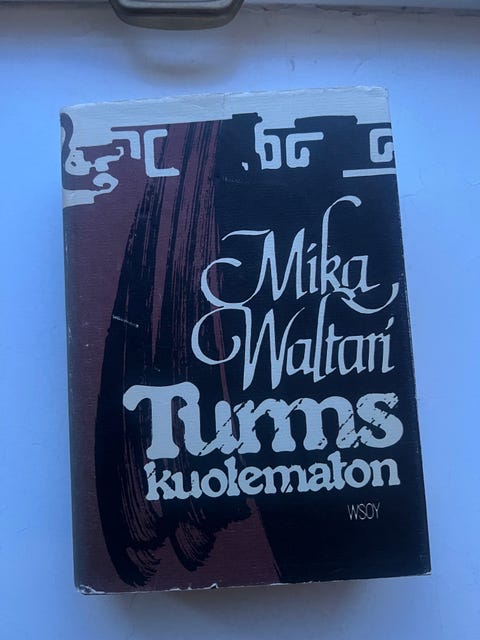 Mika
Waltari
Turms
kuolematon
WSOY